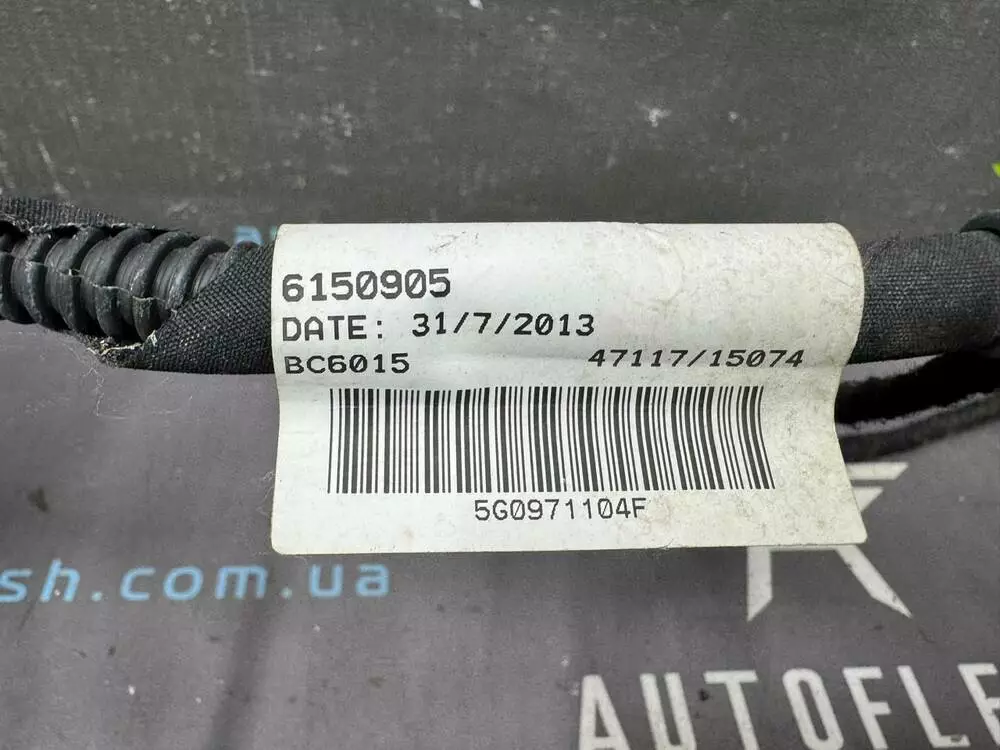 6150905
DATE: 31/7/2013
BC6015 47117/15074
5G0971104F
sh.com.ua
AUTOFLE